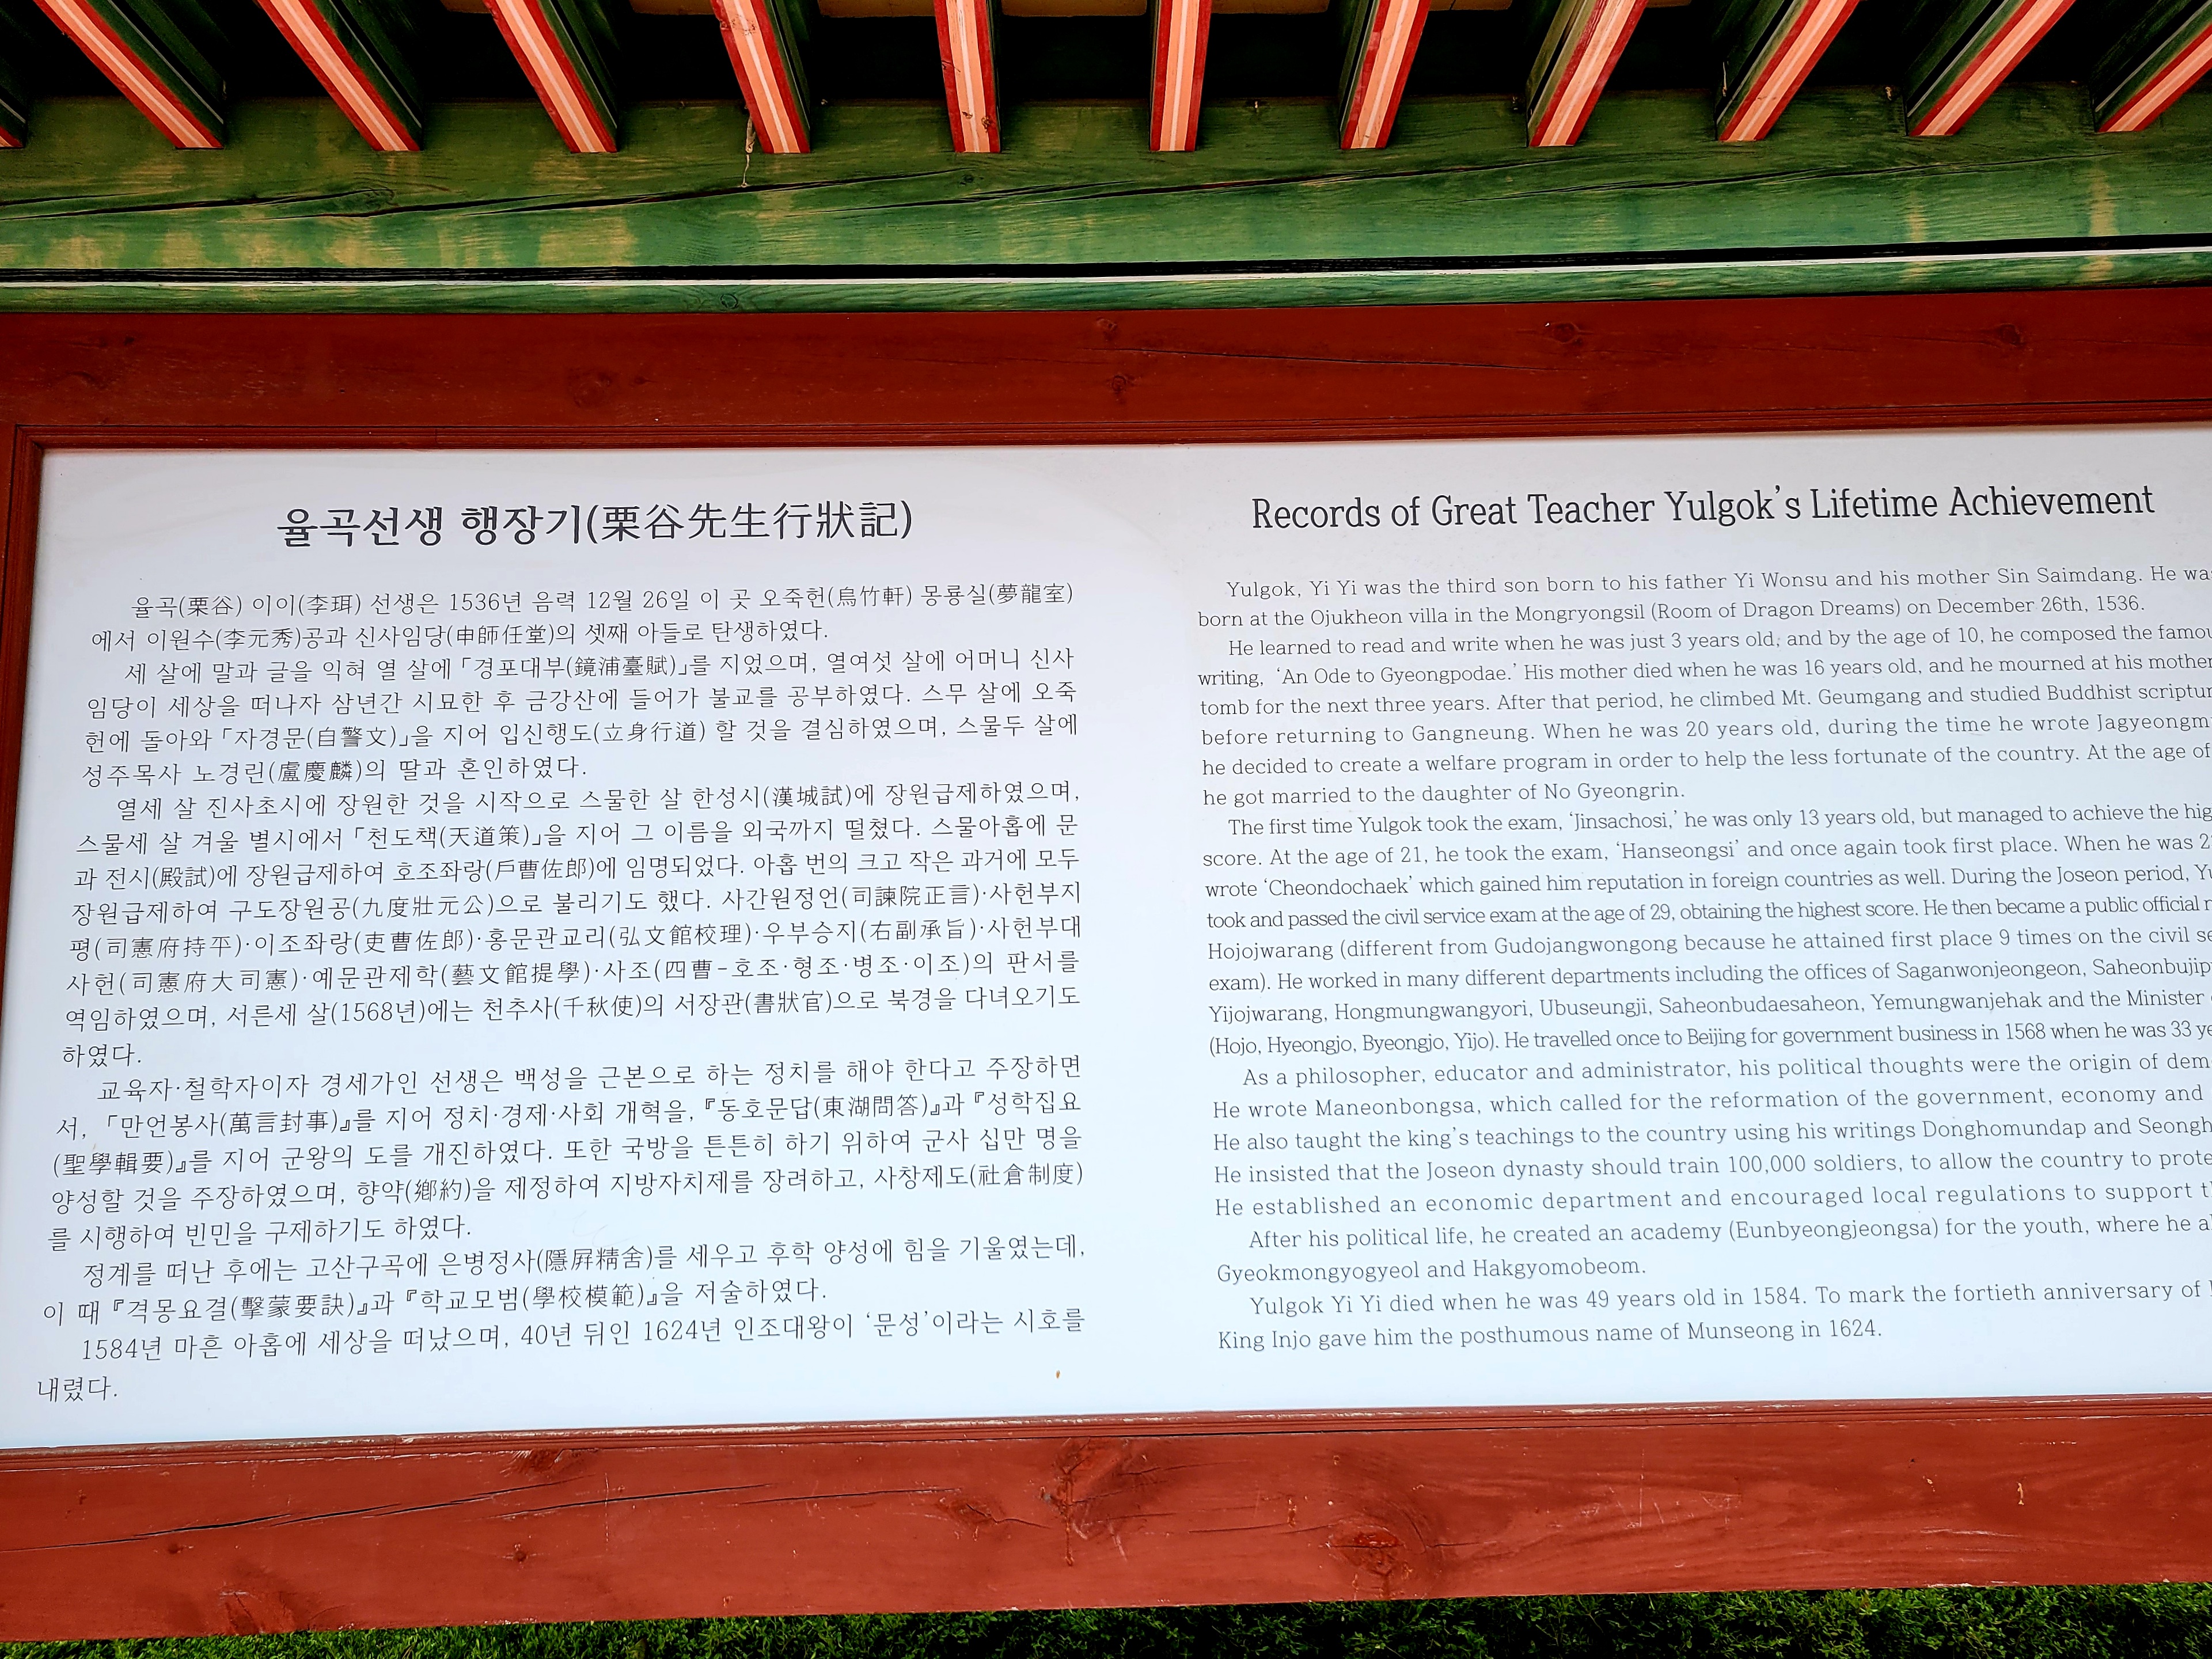 율곡선생 행장기(栗谷先生行狀記)
율곡(栗谷) 이이(李珥) 선생은 1536년 음력 12월 26일 이 곳 오죽헌(烏竹軒) 몽룡실(夢龍室)
에서 이원수(李元秀)공과 신사임당(申師任堂)의 셋째 아들로 탄생하였다.
세 살에 말과 글을 익혀 열 살에 「경포대부(鏡浦臺賦)」를 지었으며, 열여섯 살에 어머니 신사
임당이 세상을 떠나자 삼년간 시묘한 후 금강산에 들어가 불교를 공부하였다. 스무 살에 오죽
헌에 돌아와 「자경문(自警文)」을 지어 입신행도(立身行道) 할 것을 결심하였으며, 스물두 살에
성주목사 노경린(盧慶麟)의 딸과 혼인하였다.
열세 살 진사초시에 장원한 것을 시작으로 스물한 살 한성시(漢城試)에 장원급제하였으며,
스물세 살 겨울 별시에서 「천도책(天道策)」을 지어 그 이름을 외국까지 떨쳤다. 스물아홉에 문
과 전시(殿試)에 장원급제하여 호조좌랑(戶曹佐郎)에 임명되었다. 아홉 번의 크고 작은 과거에 모두
장원급제하여 구도장원공(九度壯元公)으로 불리기도 했다. 사간원정언(司諫院正言)·사헌부지
평(司憲府持平)·이조좌랑(吏曹佐郎)·홍문관교리(弘文館校理)·우부승지(右副承旨)·사헌부대
사헌(司憲府大司憲)·예문관제학(藝文館提學)·사조(四曹-호조·형조·병조·이조)의 판서를
역임하였으며, 서른세 살(1568년)에는 천추사(千秋使)의 서장관(書狀官)으로 북경을 다녀오기도
하였다.
교육자·철학자이자 경세가인 선생은 백성을 근본으로 하는 정치를 해야 한다고 주장하면
서, 「만언봉사(萬言封事)』를 지어 정치·경제·사회 개혁을, 『동호문답(東湖問答)』과 『성학집요
(聖學輯要)』를 지어 군왕의 도를 개진하였다. 또한 국방을 튼튼히 하기 위하여 군사 십만 명을
양성할 것을 주장하였으며, 향약(鄕約)을 제정하여 지방자치제를 장려하고, 사창제도(社倉制度)
를 시행하여 빈민을 구제하기도 하였다.
정계를 떠난 후에는 고산구곡에 은병정사(隱屛精舍)를 세우고 후학 양성에 힘을 기울였는데,
이 때 『격몽요결(擊蒙要訣)』과 『학교모범(學校模範)』을 저술하였다.
1584년 마흔 아홉에 세상을 떠났으며, 40년 뒤인 1624년 인조대왕이 ‘문성’이라는 시호를
내렸다.
Records of Great Teacher Yulgok’s Lifetime Achievement
Yulgok, Yi Yi was the third son born to his father Yi Wonsu and his mother Sin Saimdang. He wa
born at the Ojukheon villa in the Mongryongsil (Room of Dragon Dreams) on December 26th, 1536.
He learned to read and write when he was just 3 years old, and by the age of 10, he composed the famou
writing, ‘An Ode to Gyeongpodae.’ His mother died when he was 16 years old, and he mourned at his mother
tomb for the next three years. After that period, he climbed Mt. Geumgang and studied Buddhist scriptur
before returning to Gangneung. When he was 20 years old, during the time he wrote Jagyeongm
he decided to create a welfare program in order to help the less fortunate of the country. At the age of
he got married to the daughter of No Gyeongrin.
The first time Yulgok took the exam, ‘Jinsachosi,’ he was only 13 years old, but managed to achieve the hig
score. At the age of 21, he took the exam, ‘Hanseongsi’ and once again took first place. When he was 2
wrote ‘Cheondochaek’ which gained him reputation in foreign countries as well. During the Joseon period, Yu
took and passed the civil service exam at the age of 29, obtaining the highest score. He then became a public official r
Hojojwarang (different from Gudojangwongong because he attained first place 9 times on the civil se
exam). He worked in many different departments including the offices of Saganwonjeongeon, Saheonbujip
Yijojwarang, Hongmungwangyori, Ubuseungji, Saheonbudaesaheon, Yemungwanjehak and the Minister
(Hojo, Hyeongjo, Byeongjo, Yijo). He travelled once to Beijing for government business in 1568 when he was 33 ye
As a philosopher, educator and administrator, his political thoughts were the origin of dem
He wrote Maneonbongsa, which called for the reformation of the government, economy and
He also taught the king’s teachings to the country using his writings Donghomundap and Seongh
He insisted that the Joseon dynasty should train 100,000 soldiers, to allow the country to prote
He established an economic department and encouraged local regulations to support t
After his political life, he created an academy (Eunbyeongjeongsa) for the youth, where he a
Gyeokmongyogyeol and Hakgyomobeom.
Yulgok Yi Yi died when he was 49 years old in 1584. To mark the fortieth anniversary of
King Injo gave him the posthumous name of Munseong in 1624.